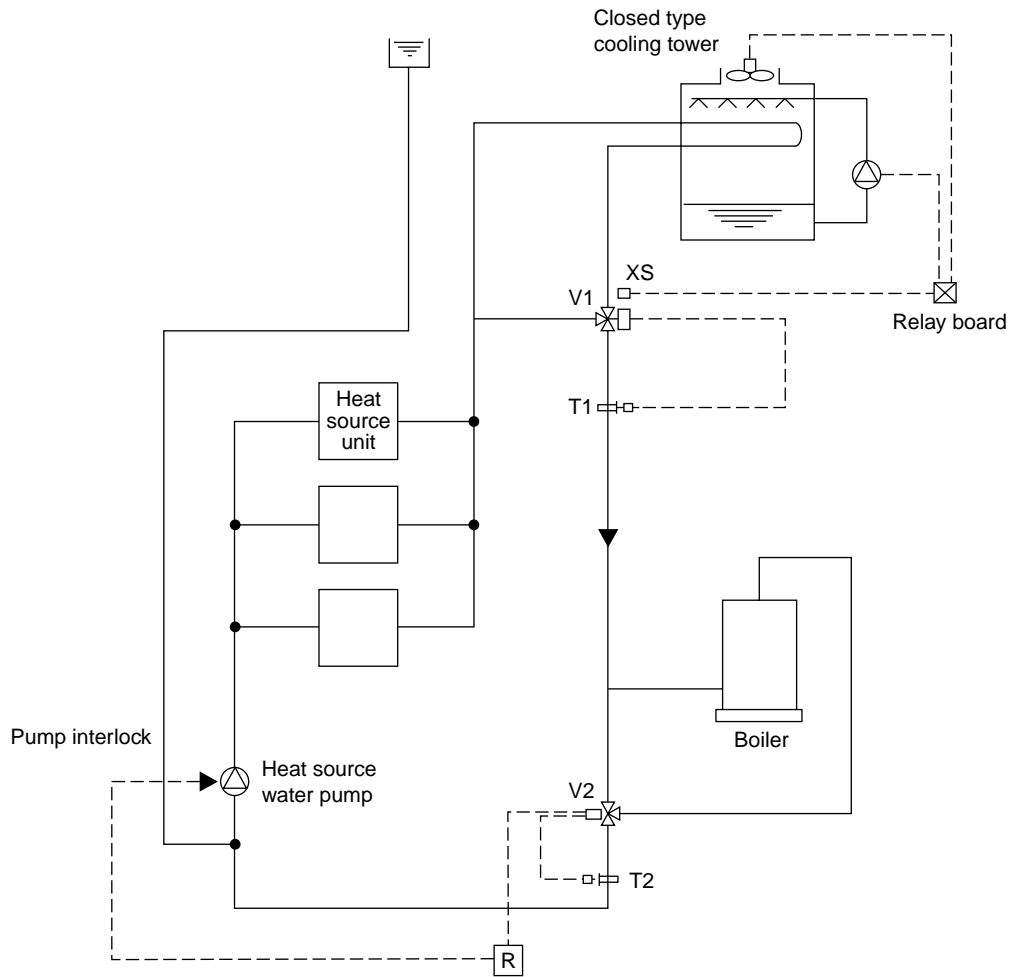 Closed type
cooling tower
XS
V1
Relay board
T1
Heat
source
unit
Boiler
Pump interlock
Heat source
water pump
V2
T2
R